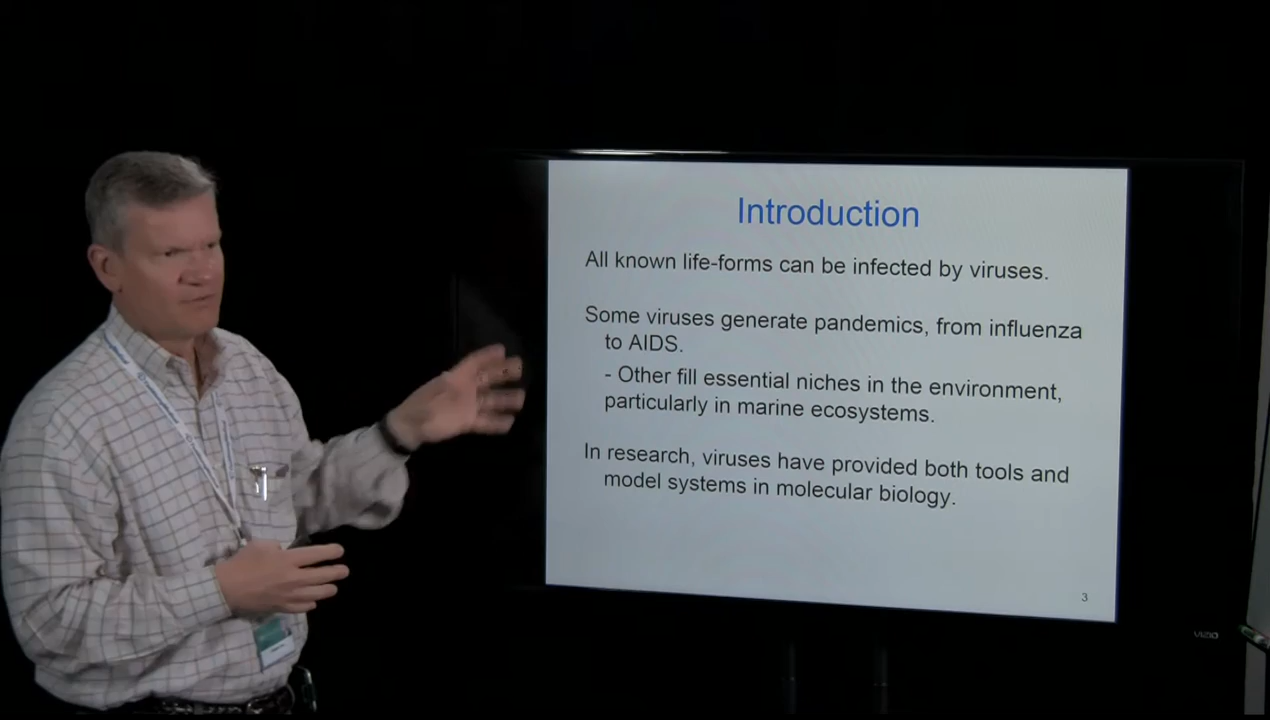 Introduction
All known life-forms can be infected by viruses.
Some viruses generate pandemics, from influenza
to AIDS.
- Other fill essential niches in the environment,
particularly in marine ecosystems.
In research, viruses have provided both tools and
model systems in molecular biology.
3
VIZIO